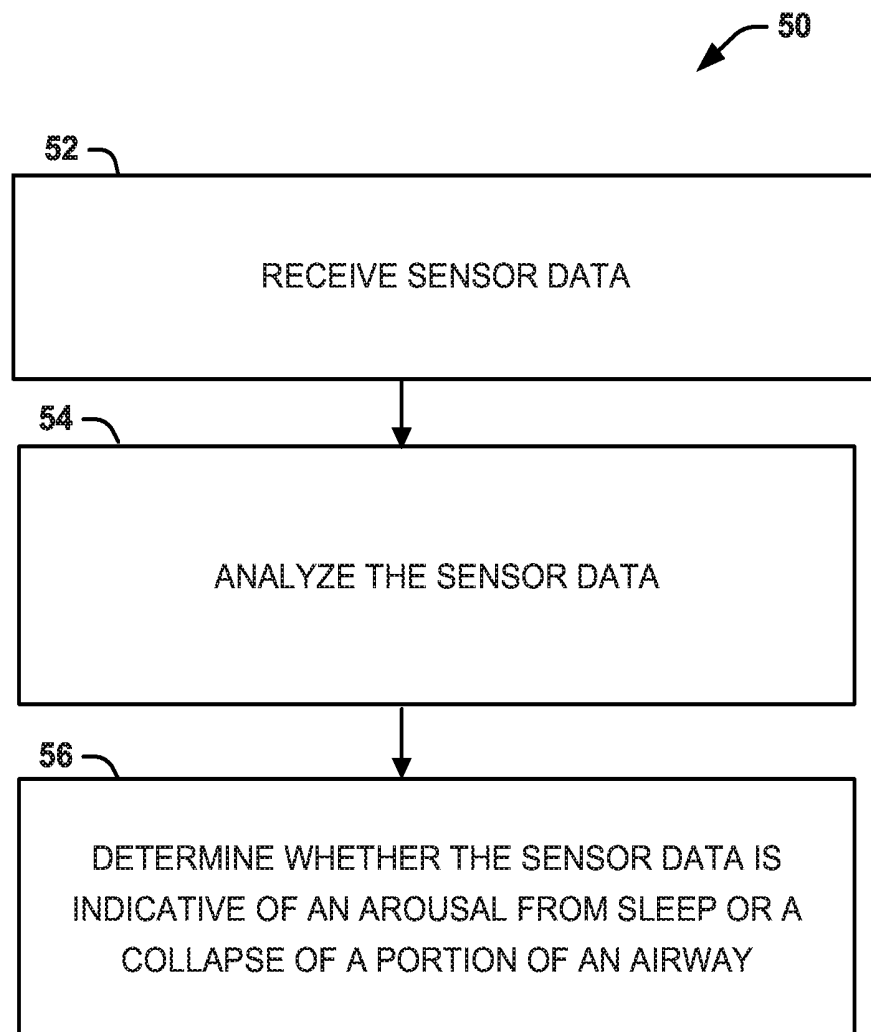 50
52
RECEIVE SENSOR DATA
54
ANALYZE THE SENSOR DATA
56
DETERMINE WHETHER THE SENSOR DATA IS
INDICATIVE OF AN AROUSAL FROM SLEEP OR A
COLLAPSE OF A PORTION OF AN AIRWAY